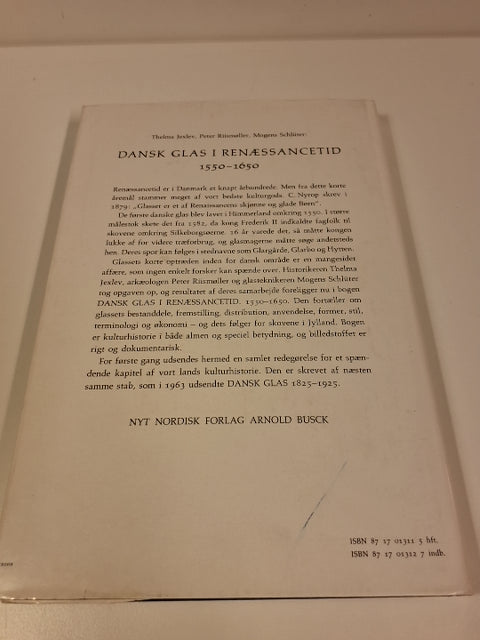 Thelma Jexlev, Peter Riismøller, Mogens Schlüter:
DANSK GLAS I RENÆSSANCETID
1550-1650
Renæssancetid er i Danmark et knapt århundrede. Men fra dette korte
åremål stammer meget af vort bedste kulturgods. C. Nyrop skrev i
1879: „Glasset er et af Renaissancens skjønne og glade Børn".
De første danske glas blev lavet i Himmerland omkring 1550. I større
målestok skete det fra 1582, da kong Frederik II indkaldte fagfolk til
skovene omkring Silkeborgsøerne. 16 år varede det, så måtte kongen
lukke af for videre træforbrug, og glasmagerne måtte søge andetsteds
hen. Deres spor kan følges i stednavne som Glargårde, Glarbo og Hytten.
Glassets korte optræden inden for dansk område er en mangesidet
affære, som ingen enkelt forsker kan spænde over. Historikeren Thelma
Jexlev, arkæologen Peter Riismøller og glasteknikeren Mogens Schlüter
tog opgaven op, og resultatet af deres samarbejde foreligger nu i bogen
DANSK GLAS I RENÆSSANCETID. 1550-1650. Den fortæller om
glassets bestanddele, fremstilling, distribution, anvendelse, former, stil,
terminologi og økonomi – og dets følger for skovene i Jylland. Bogen
er kulturhistorie i både almen og speciel betydning, og billedstoffet er
rigt og dokumentarisk.
For første gang udsendes hermed en samlet redegørelse for et spæn-
dende kapitel af vort lands kulturhistorie. Den er skrevet af næsten
samme stab, som i 1963 udsendte DANSK GLAS 1825-1925.
NYT NORDISK FORLAG ARNOLD BUSCK
ISBN 87 17 01311 5 hft.
ISBN 87 17 01312 7 indb.